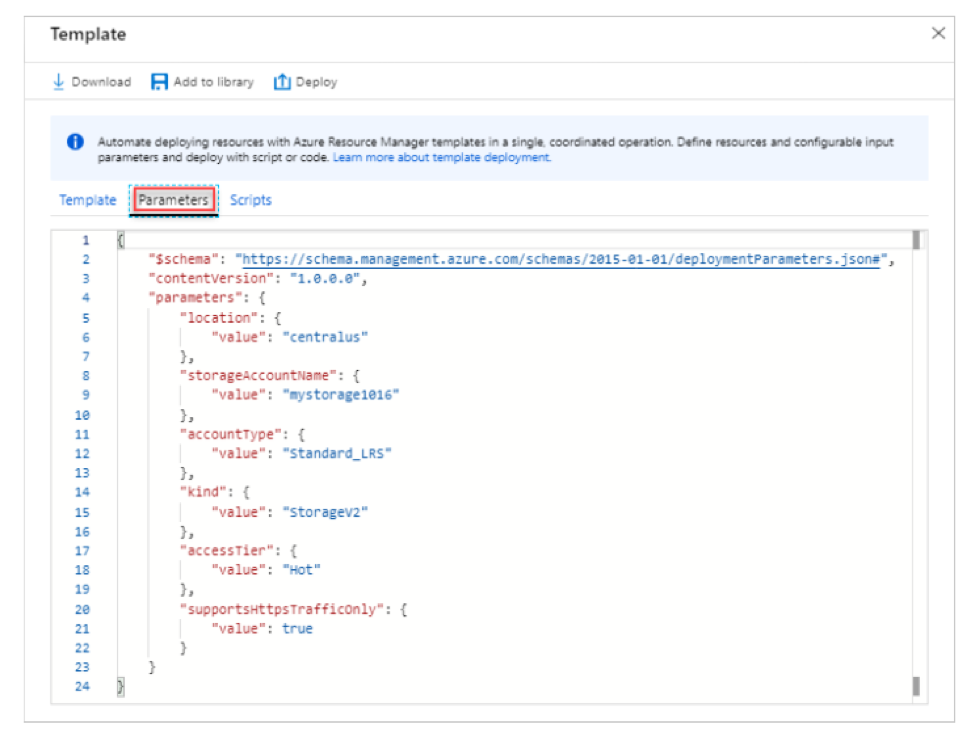 Template
Download Add to library Deploy
Automate deploying resources with Azure Resource Manager templates in a single, coordinated operation. Define resources and configurable input
parameters and deploy with script or code. Learn more about template deployment.
Template Parameters Scripts
1 {
2 "$schema": "https://schema.management.azure.com/schemas/2015-01-01/deploymentParameters.json#",
3 "contentVersion": "1.0.0.0",
4 "parameters": {
5 "location": {
6 "value": "centralus"
7 },
8 "storageAccountName": {
9 "value": "mystorage1016"
10 },
11 "accountType": {
12 "value": "Standard_LRS"
13 },
14 "kind": {
15 "value": "StorageV2"
16 },
17 "accessTier": {
18 "value": "Hot"
19 },
20 "supportsHttpsTrafficOnly": {
21 "value": true
22 }
23 }
24 }